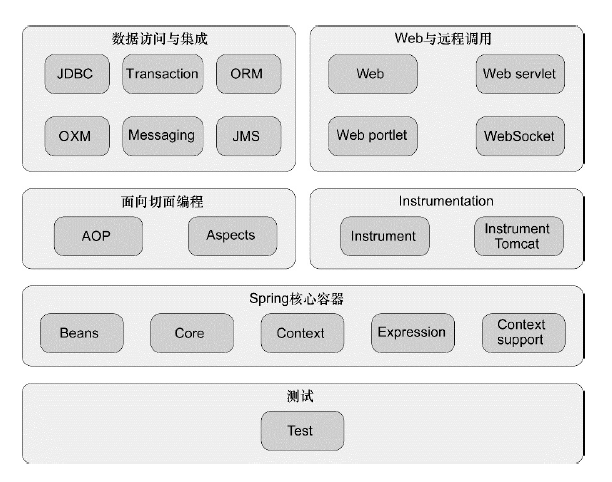 数据访问与集成
JDBC
Transaction
ORM
OXM
Messaging
JMS
Web与远程调用
Web
Web servlet
Web portlet
WebSocket
面向切面编程
AOP
Aspects
Instrumentation
Instrument
Instrument
Tomcat
Spring核心容器
Beans
Core
Context
Expression
Context
support
测试
Test